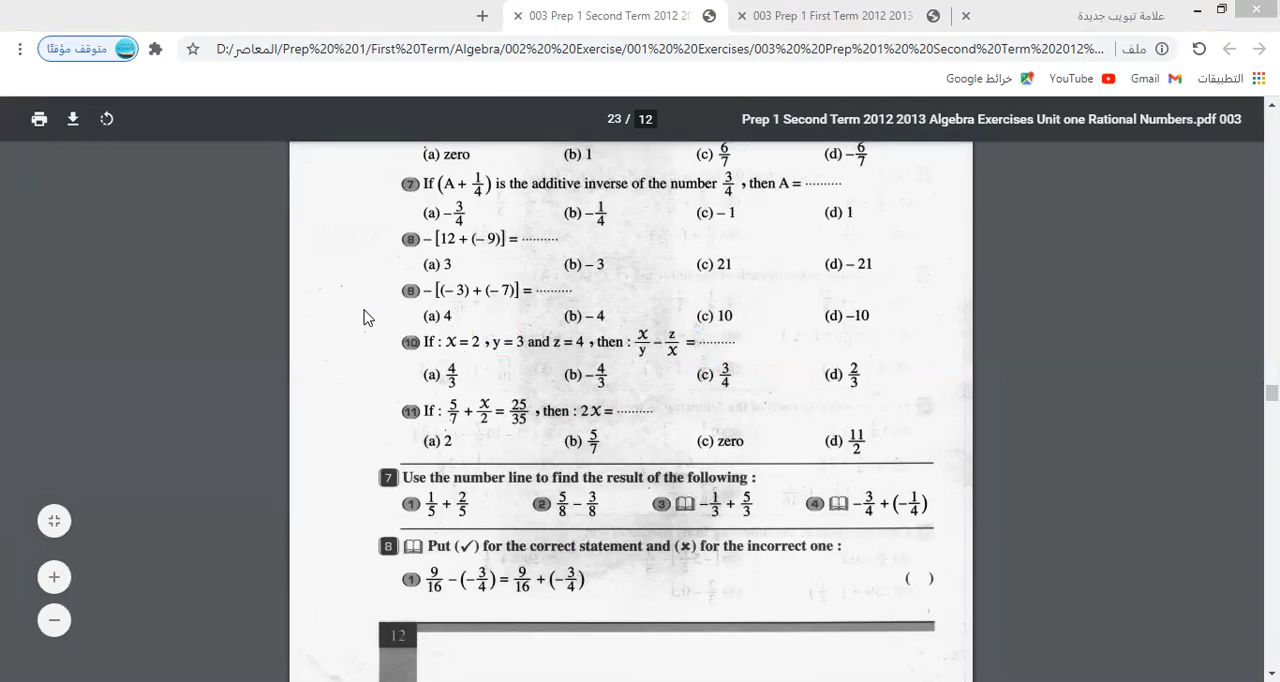 003 Prep 1 Second Term 2012 20
003 Prep 1 First Term 2012 2013
علامة تبويب جديدة
متوقف مؤقتًا
D:/المعاصر/Prep%20%201/First%20Term/Algebra/002%20%20Exercise/001%20%20Exercises/003%20%20Prep%201%20%20Second%20Term%202012%...
ملف
خرائط Google
YouTube
Gmail
التطبيقات
23 / 12
Prep 1 Second Term 2012 2013 Algebra Exercises Unit one Rational Numbers.pdf 003
(a) zero (b) 1 (c) 6/7 (d) – 6/7
7 If (A + 1/4) is the additive inverse of the number 3/4 , then A = ··········
(a) – 3/4 (b) – 1/4 (c) – 1 (d) 1
8 – [12 + (– 9)] = ··········
(a) 3 (b) – 3 (c) 21 (d) – 21
9 – [(– 3) + (– 7)] = ··········
(a) 4 (b) – 4 (c) 10 (d) –10
10 If : X = 2 , y = 3 and z = 4 , then : X/y – z/X = ··········
(a) 4/3 (b) – 4/3 (c) 3/4 (d) 2/3
11 If : 5/7 + X/2 = 25/35 , then : 2 X = ··········
(a) 2 (b) 5/7 (c) zero (d) 11/2
7 Use the number line to find the result of the following :
1 1/5 + 2/5 2 5/8 – 3/8 3 – 1/3 + 5/3 4 – 3/4 + (– 1/4)
8 Put (✓) for the correct statement and (✗) for the incorrect one :
1 9/16 – (– 3/4) = 9/16 + (– 3/4) ( )
12